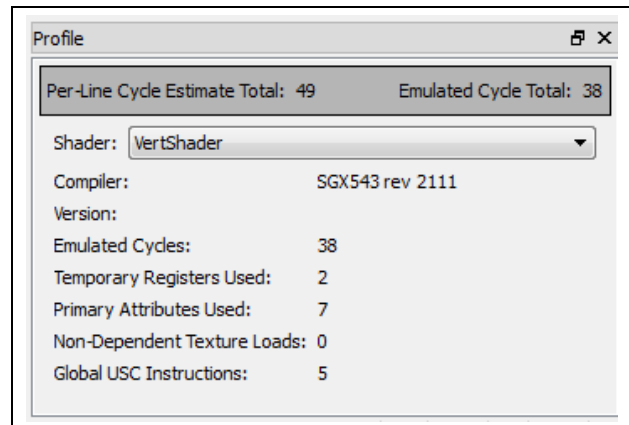 Profile
Per-Line Cycle Estimate Total: 49 Emulated Cycle Total: 38
Shader: VertShader
Compiler: SGX543 rev 2111
Version:
Emulated Cycles: 38
Temporary Registers Used: 2
Primary Attributes Used: 7
Non-Dependent Texture Loads: 0
Global USC Instructions: 5